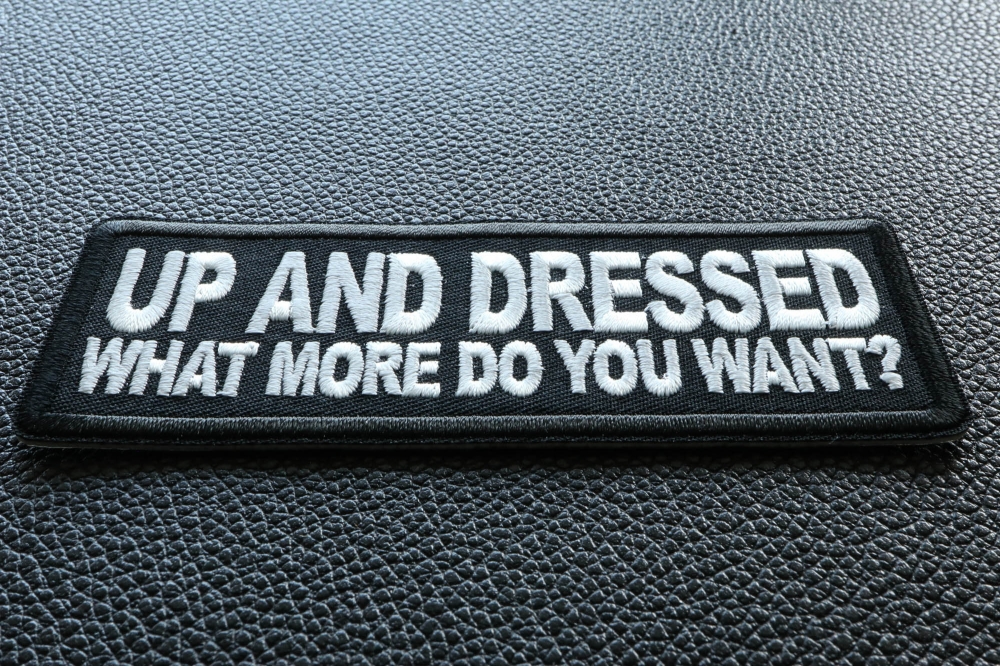 UP AND DRESSED
WHAT MORE DO YOU WANT?